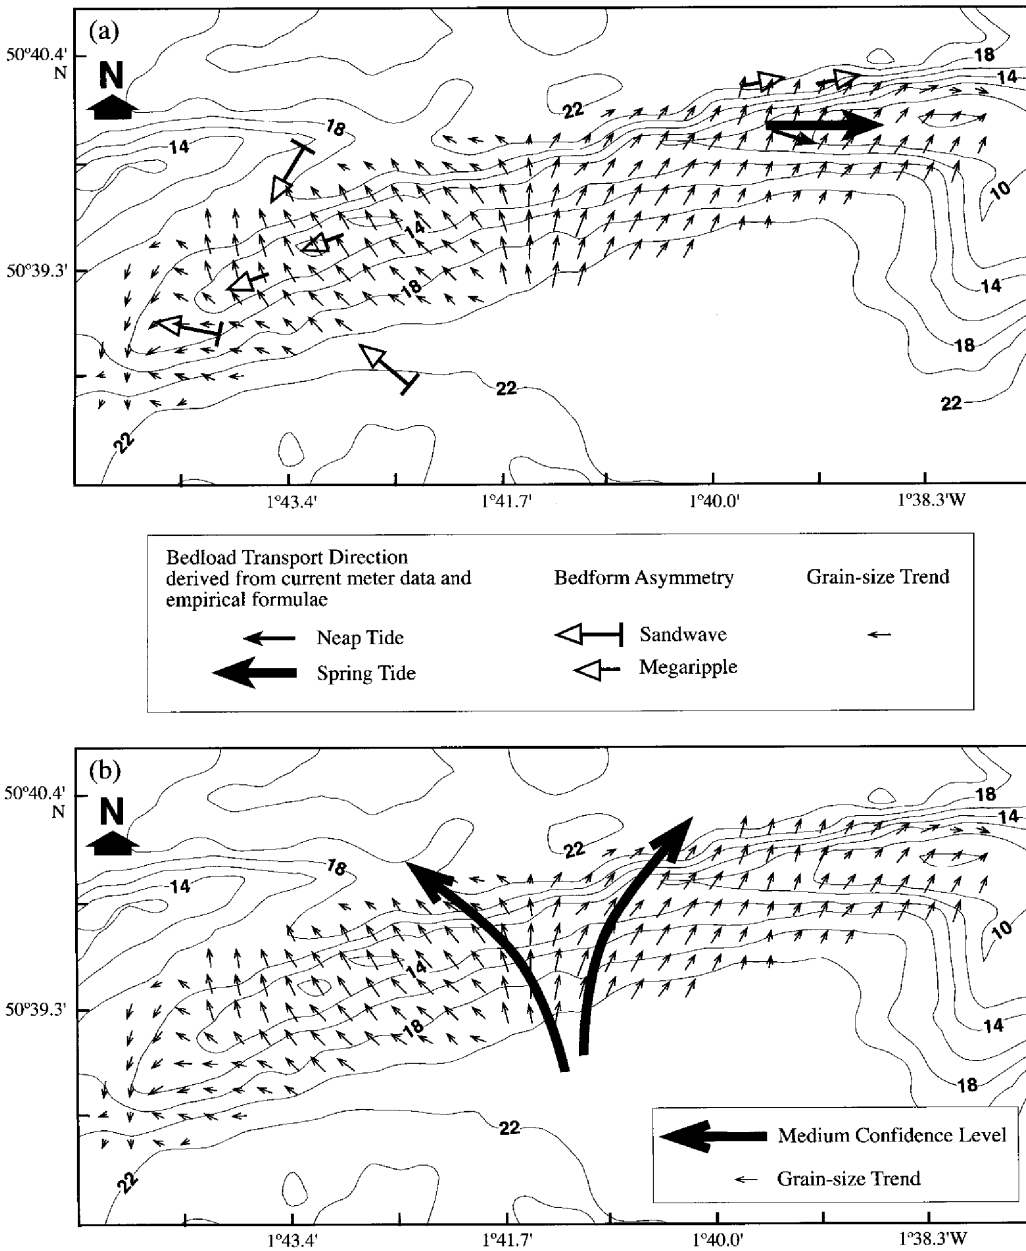 (a)
50°40.4'
N
N
18
14
22
18
14
10
14
50°39.3'
18
14
18
22
22
22
1°43.4'
1°41.7'
1°40.0'
1°38.3'W
Bedload Transport Direction
derived from current meter data and
empirical formulae
Bedform Asymmetry
Grain-size Trend
Neap Tide
Sandwave
Spring Tide
Megaripple
(b)
50°40.4'
N
N
18
14
22
18
14
10
14
50°39.3'
18
14
18
22
22
Medium Confidence Level
Grain-size Trend
1°43.4'
1°41.7'
1°40.0'
1°38.3'W